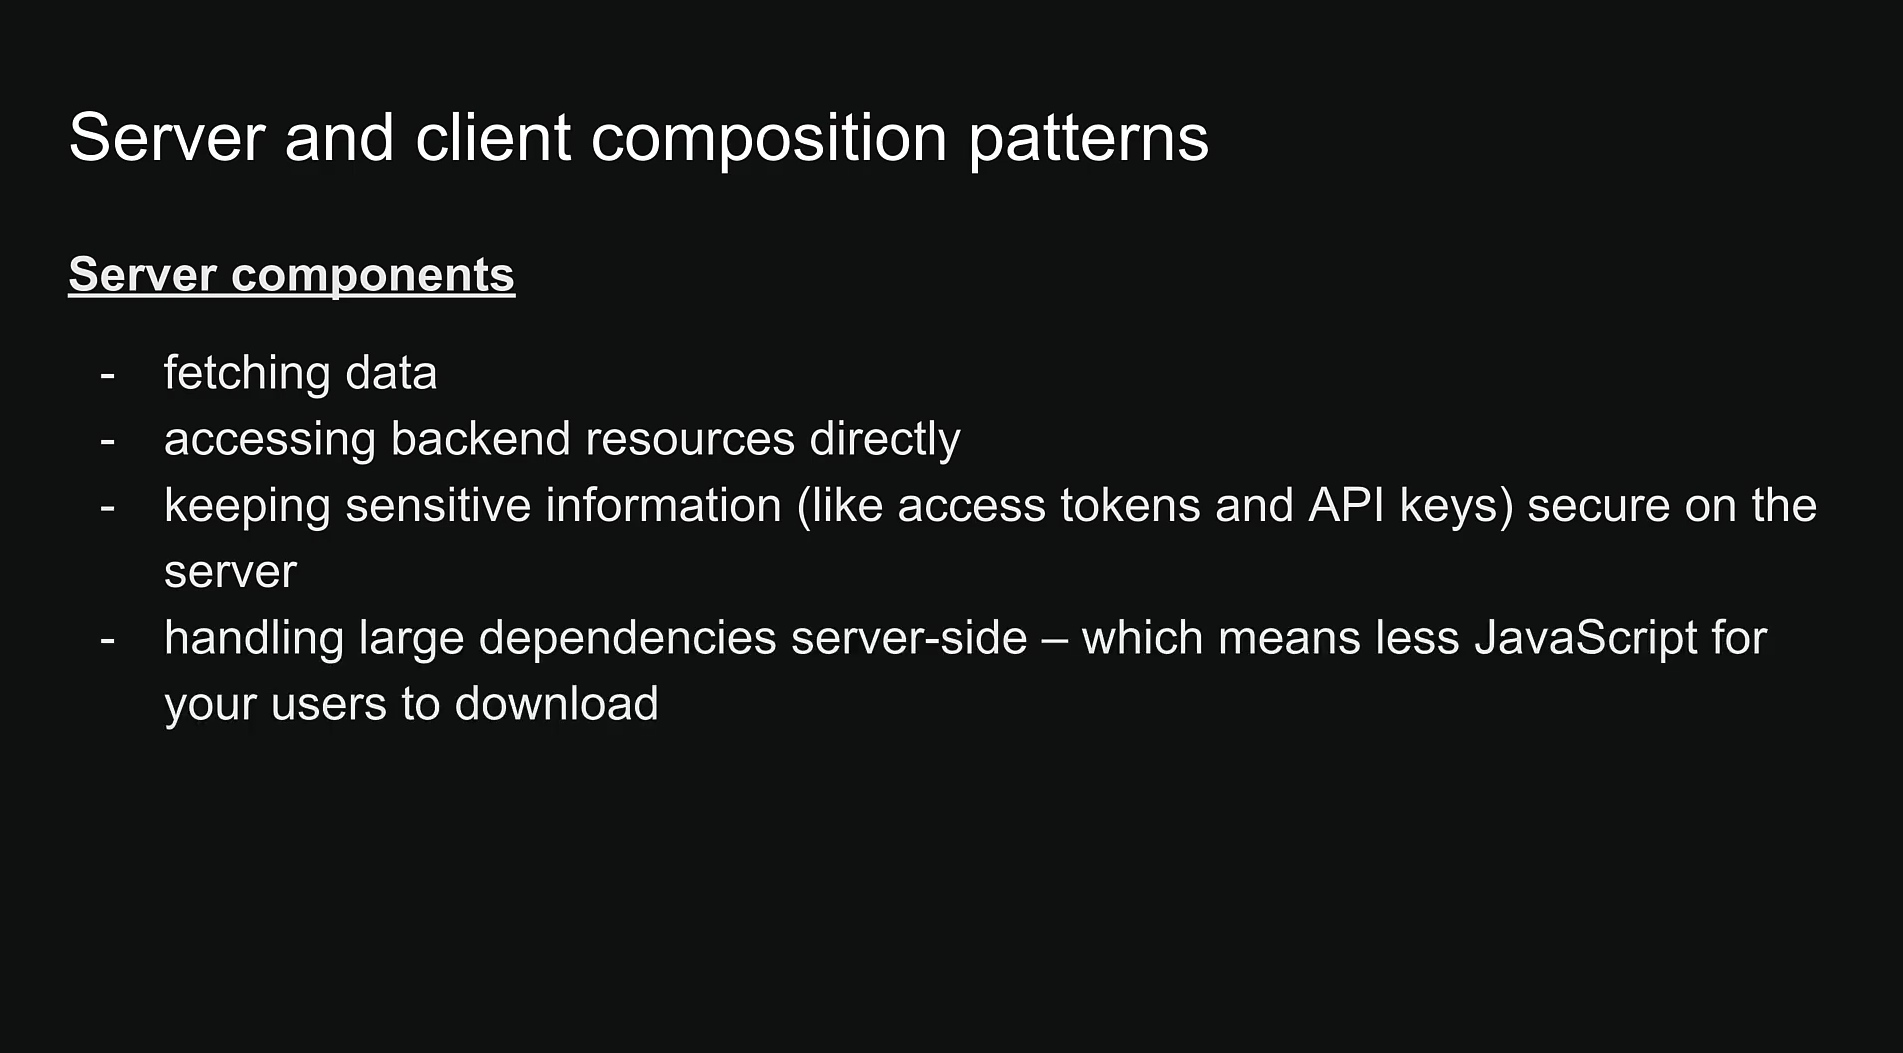 Server and client composition patterns
Server components
- fetching data
- accessing backend resources directly
- keeping sensitive information (like access tokens and API keys) secure on the
server
- handling large dependencies server-side – which means less JavaScript for
your users to download